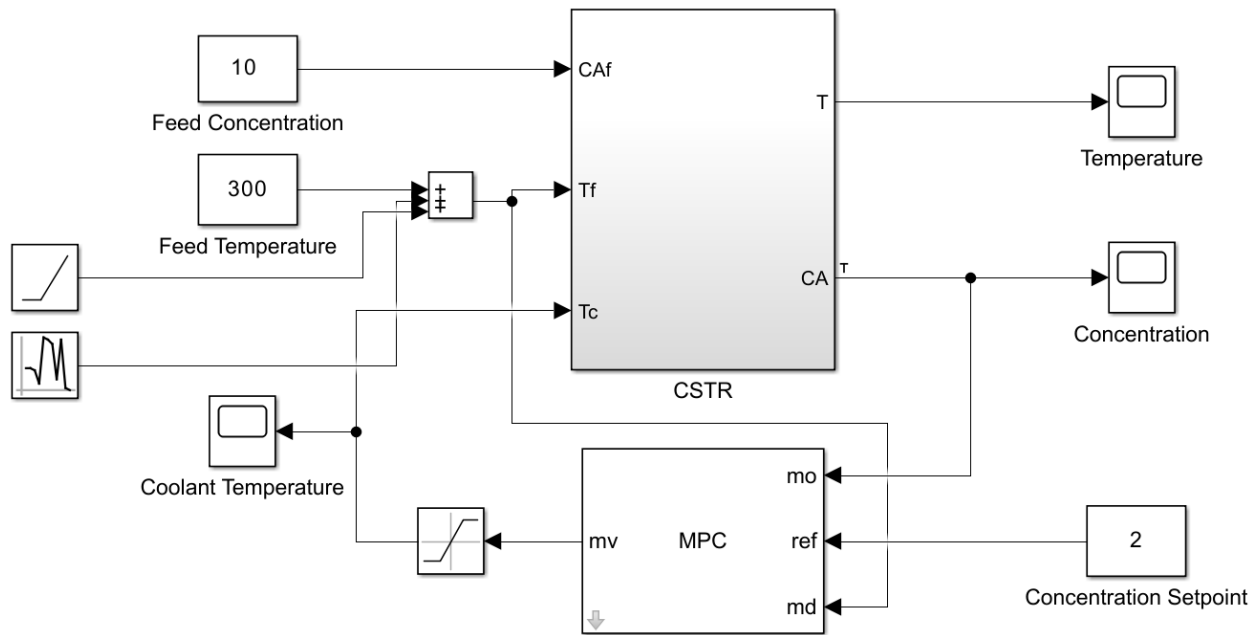 10
CAf
Feed Concentration
T
Temperature
300
+
+
+
Tf
Feed Temperature
CA
T
Tc
Concentration
CSTR
Coolant Temperature
mo
mv
MPC
ref
2
md
Concentration Setpoint